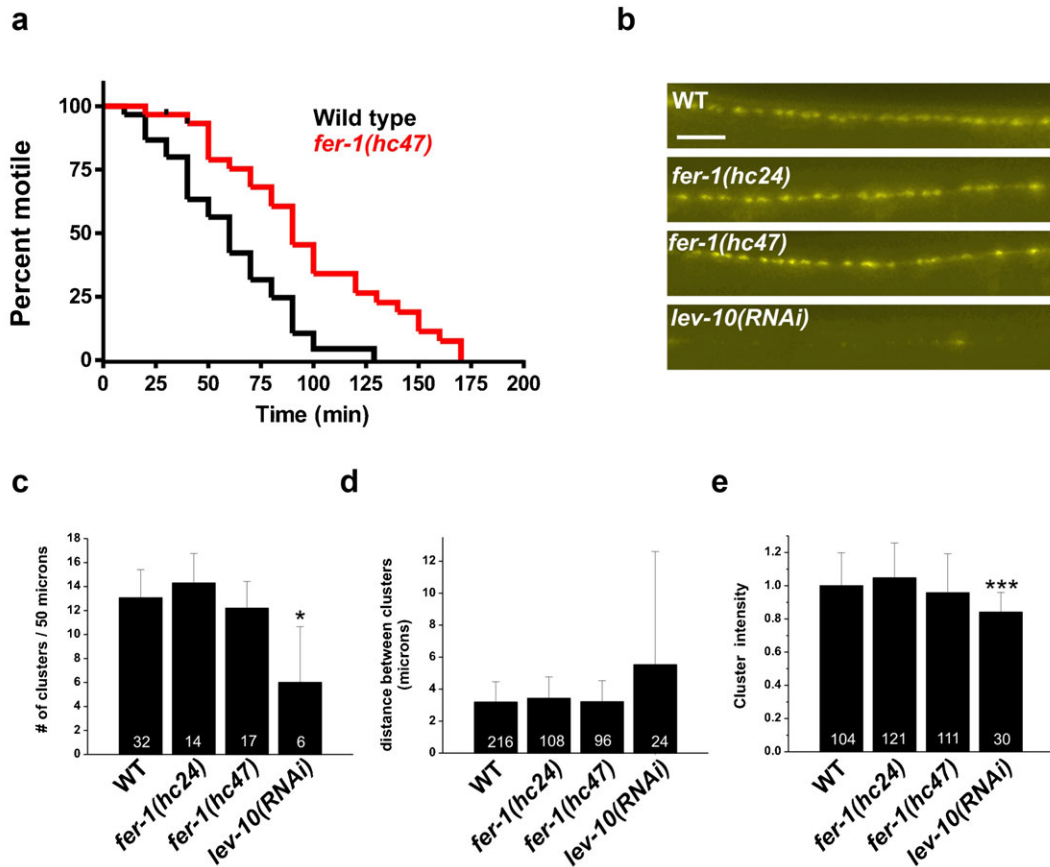 a
b
100
75
50
25
0
Percent motile
0 25 50 75 100 125 150 175 200
Time (min)
Wild type
fer-1(hc47)
WT
fer-1(hc24)
fer-1(hc47)
lev-10(RNAi)
c
d
e
18
16
14
12
10
8
6
4
2
0
# of clusters / 50 microns
*
32 14 17 6
WT fer-1(hc24) fer-1(hc47) lev-10(RNAi)
12
10
8
6
4
2
0
distance between clusters
(microns)
216 108 96 24
WT fer-1(hc24) fer-1(hc47) lev-10(RNAi)
1.2
1.0
0.8
0.6
0.4
0.2
0.0
Cluster intensity
***
104 121 111 30
WT fer-1(hc24) fer-1(hc47) lev-10(RNAi)